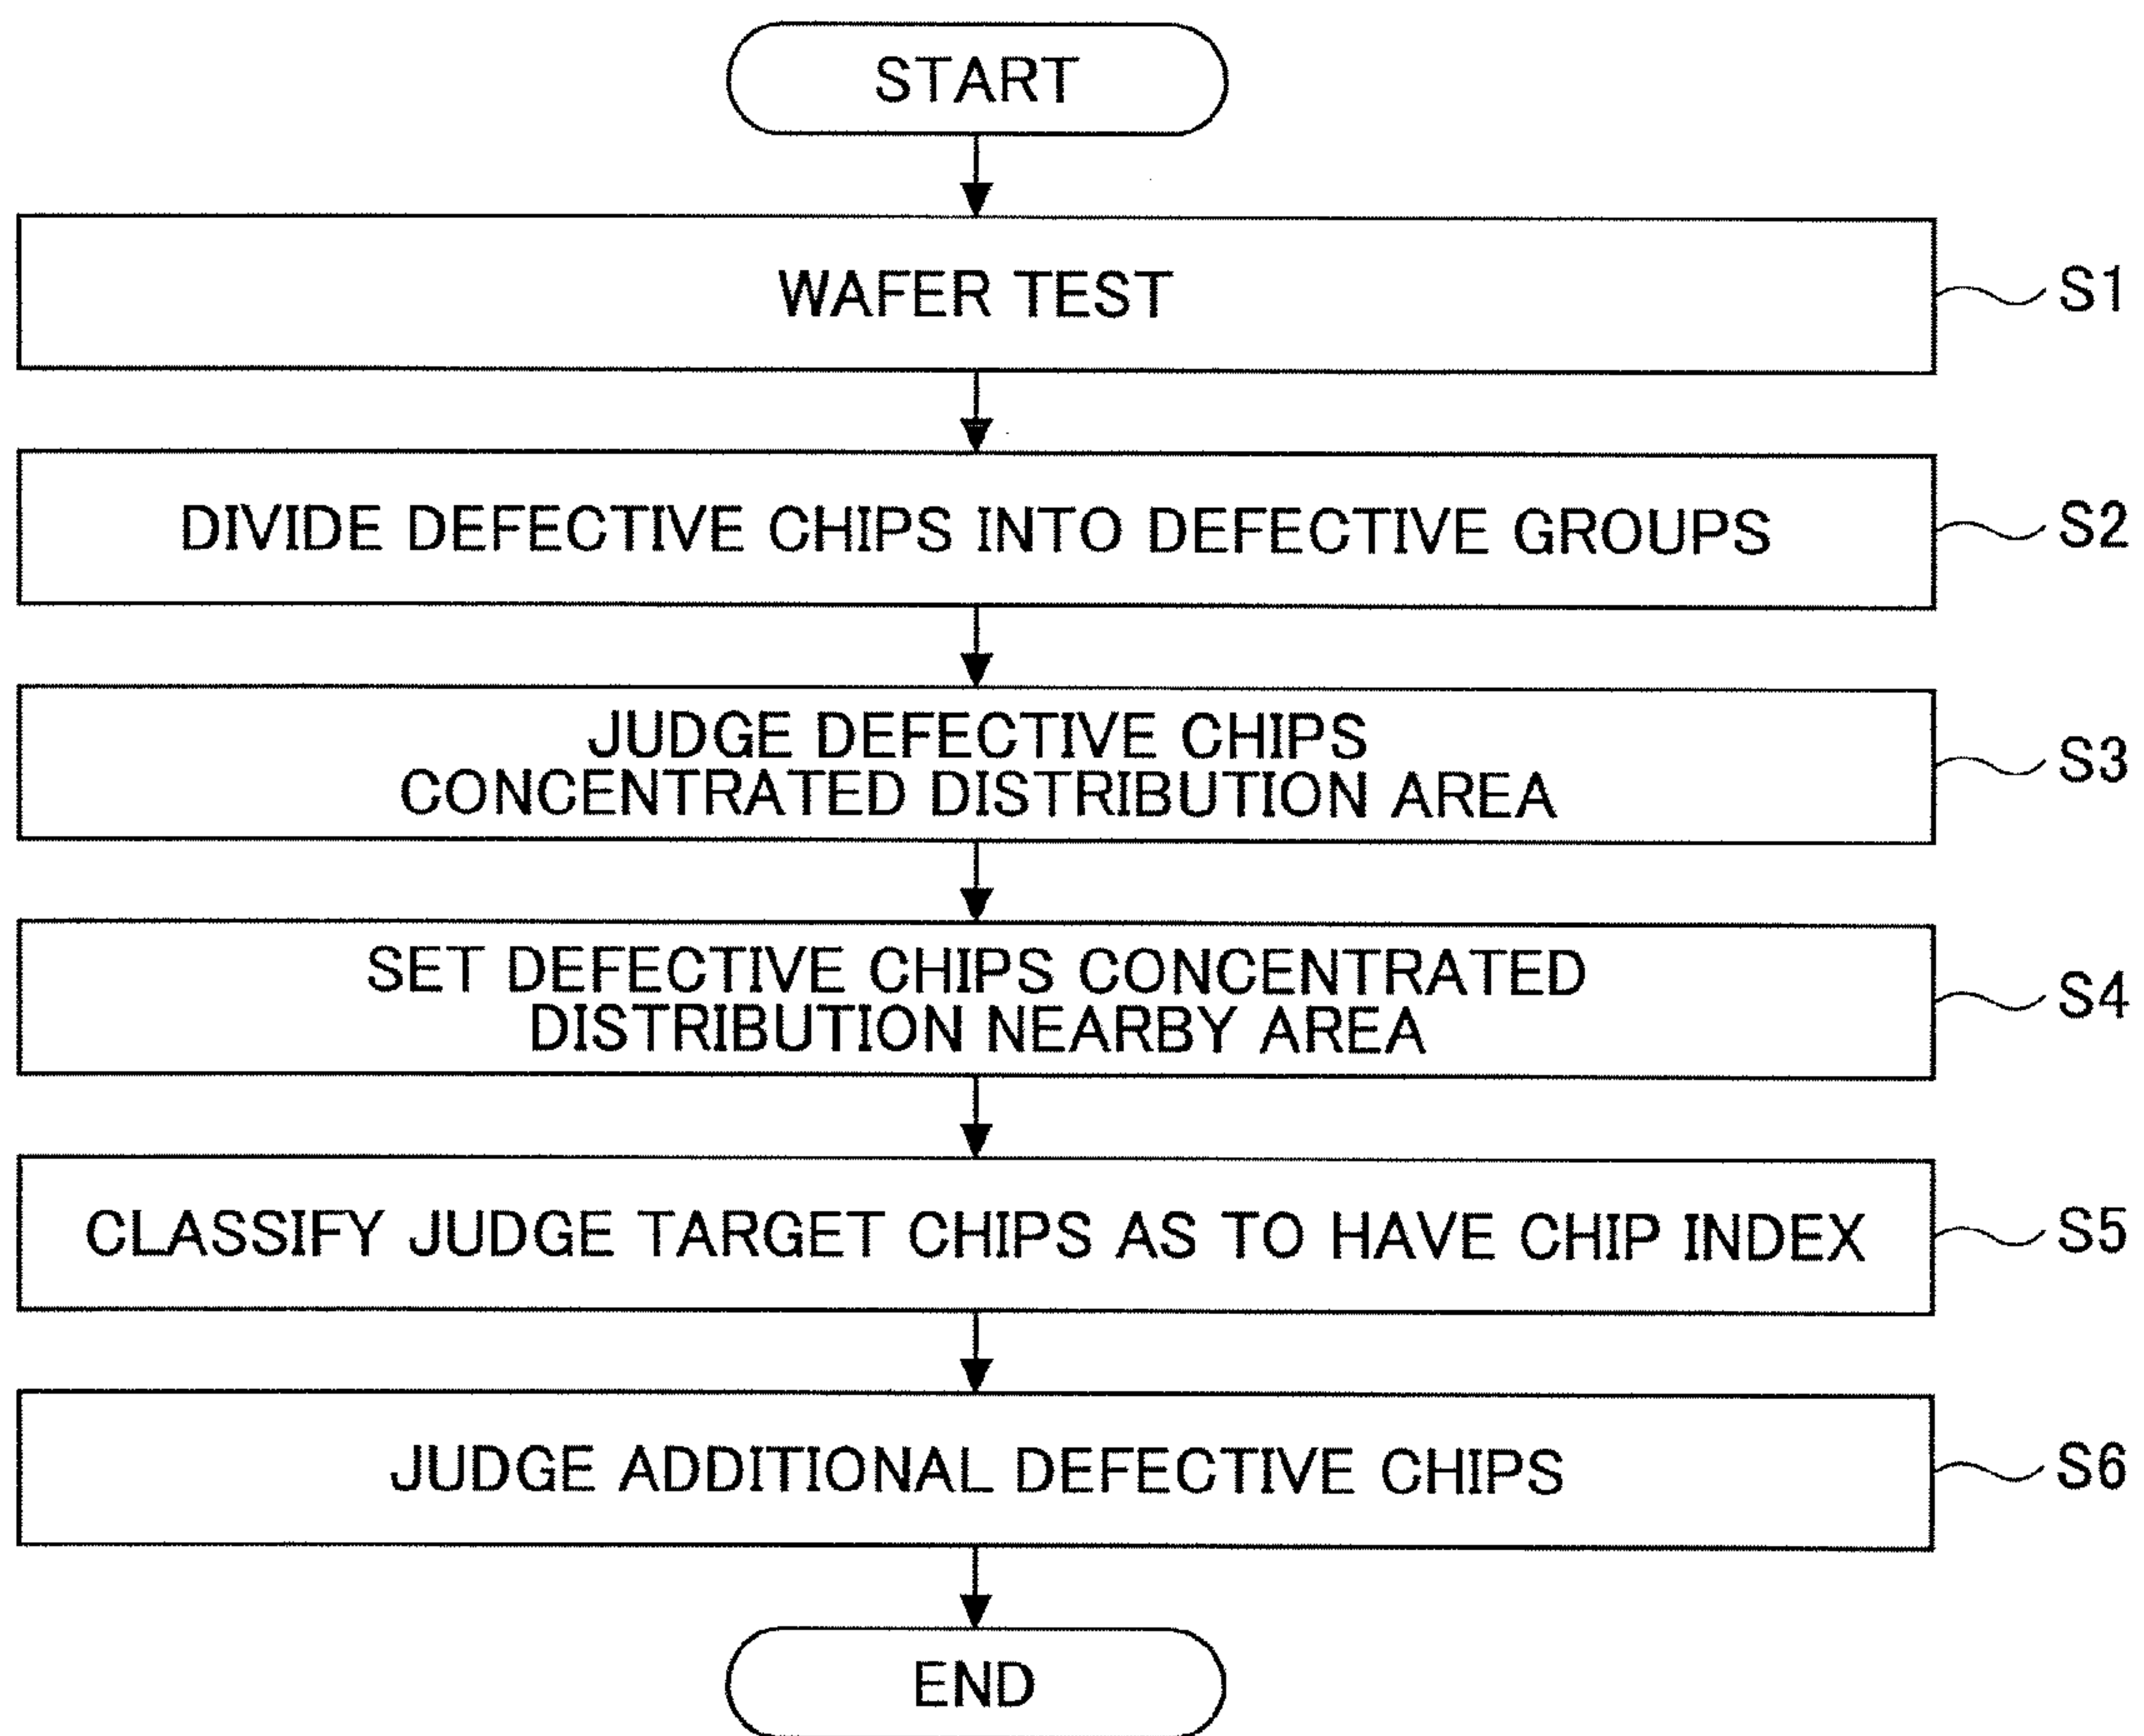 START
WAFER TEST
S1
DIVIDE DEFECTIVE CHIPS INTO DEFECTIVE GROUPS
S2
JUDGE DEFECTIVE CHIPS
CONCENTRATED DISTRIBUTION AREA
S3
SET DEFECTIVE CHIPS CONCENTRATED
DISTRIBUTION NEARBY AREA
S4
CLASSIFY JUDGE TARGET CHIPS AS TO HAVE CHIP INDEX
S5
JUDGE ADDITIONAL DEFECTIVE CHIPS
S6
END